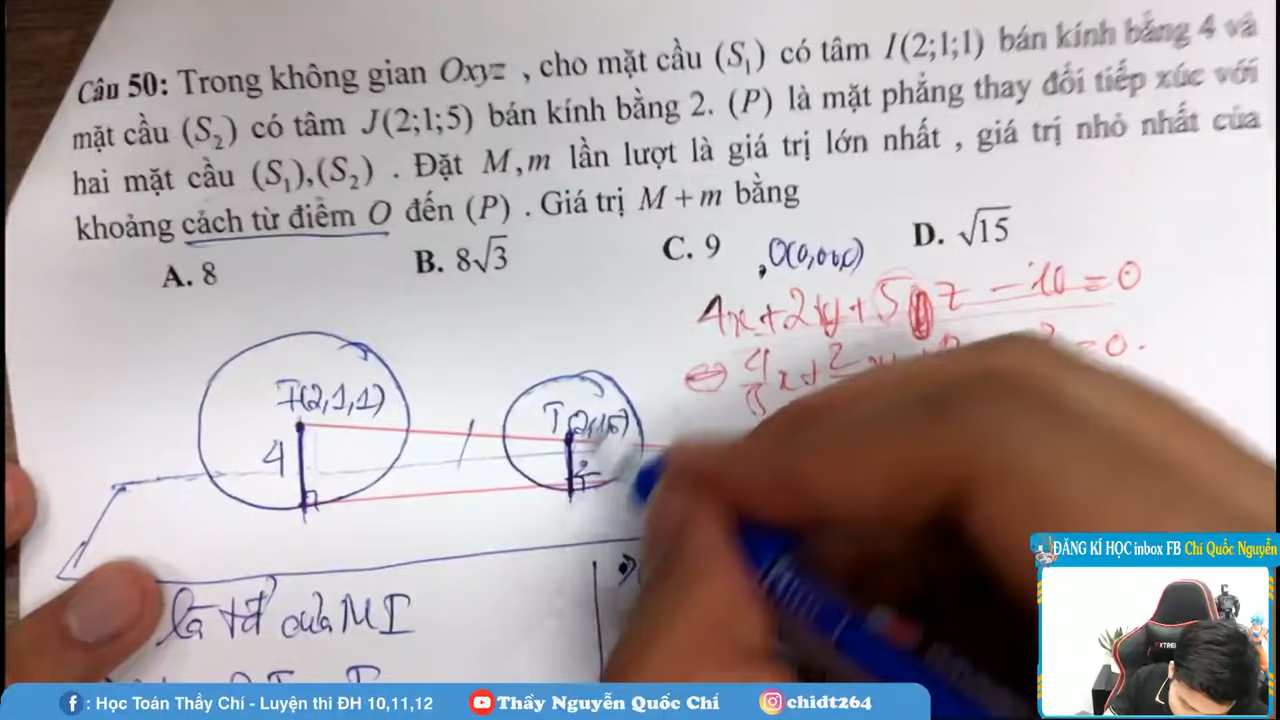 Câu 50: Trong không gian Oxyz , cho mặt cầu (S₁) có tâm I(2;1;1) bán kính bằng 4 và
mặt cầu (S₂) có tâm J(2;1;5) bán kính bằng 2. (P) là mặt phẳng thay đổi tiếp xúc với
hai mặt cầu (S₁),(S₂) . Đặt M,m lần lượt là giá trị lớn nhất , giá trị nhỏ nhất của
khoảng cách từ điểm O đến (P) . Giá trị M + m bằng
A. 8 B. 8√3 C. 9 D. √15
4x+2y+5
z - 10 = 0
= 0.
I(2,1,1)
4
2
là tđ của MI
ĐĂNG KÍ HỌC inbox FB Chí Quốc Nguyễn
: Học Toán Thầy Chí - Luyện thi ĐH 10,11,12 Thầy Nguyễn Quốc Chí chidt264